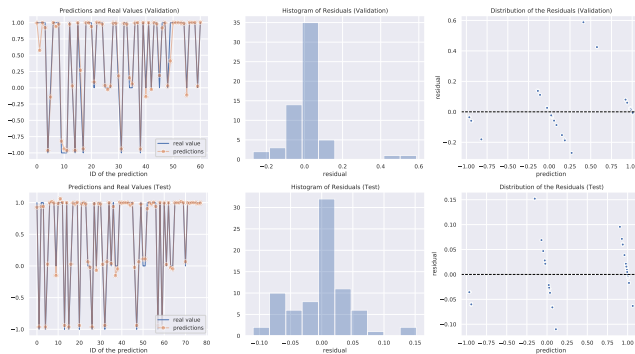 Predictions and Real Values (Validation)
1.00
0.75
0.50
0.25
0.00
−0.25
−0.50
−0.75
−1.00
real value
predictions
0 10 20 30 40 50 60
ID of the prediction
Histogram of Residuals (Validation)
35
30
25
20
15
10
5
0
−0.2 0.0 0.2 0.4 0.6
residual
Distribution of the Residuals (Validation)
residual
0.6
0.4
0.2
0.0
−0.2
−1.00 −0.75 −0.50 −0.25 0.00 0.25 0.50 0.75 1.00
prediction
Predictions and Real Values (Test)
1.0
0.5
0.0
−0.5
−1.0
real value
predictions
0 10 20 30 40 50 60 70 80
ID of the prediction
Histogram of Residuals (Test)
30
25
20
15
10
5
0
−0.10 −0.05 0.00 0.05 0.10 0.15
residual
Distribution of the Residuals (Test)
residual
0.15
0.10
0.05
0.00
−0.05
−0.10
−1.00 −0.75 −0.50 −0.25 0.00 0.25 0.50 0.75 1.00
prediction